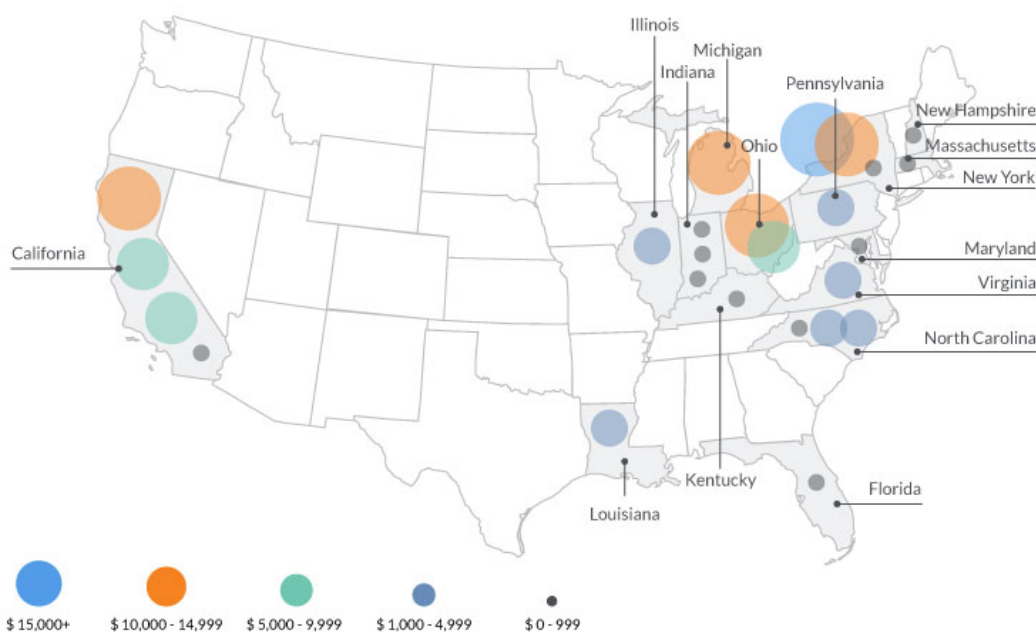 Illinois
Michigan
Indiana
Pennsylvania
New Hampshire
Ohio
Massachusetts
New York
California
Maryland
Virginia
North Carolina
Kentucky
Florida
Louisiana
$ 15,000+
$ 10,000 - 14,999
$ 5,000 - 9,999
$ 1,000 - 4,999
$ 0 - 999